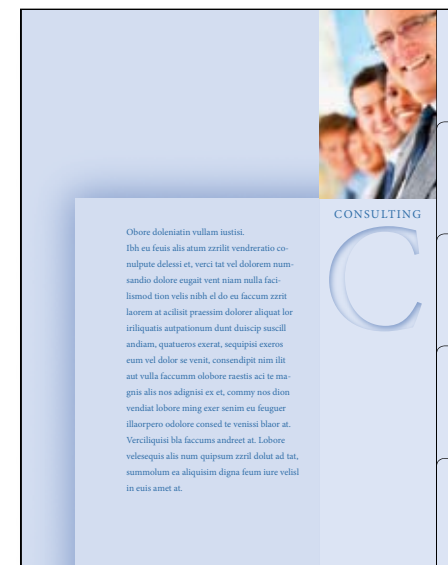 CONSULTING
C
Obore doleniatin vullam iustisi.
Ibh eu feuis alis atum zzrilit vendreratio co-
nulpute delessi et, verci tat vel dolorem num-
sandio dolore eugait vent niam nulla faci-
lismod tion velis nibh el do eu faccum zzrit
laorem at acilisit praessim dolorer aliquat lor
iriliquatis autpationum dunt duiscip suscill
andiam, quatueros exerat, sequipisi exeros
eum vel dolor se venit, consendipit nim ilit
aut vulla faccumm olobore raestis aci te ma-
gnis alis nos adignisi ex et, commy nos dion
vendiat lobore ming exer senim eu feuguer
illaorpero odolore consed te venissi blaor at.
Verciliquisi bla faccums andreet at. Lobore
velesequis alis num quipsum zzril dolut ad tat,
summolum ea aliquisim digna feum iure velisl
in euis amet at.